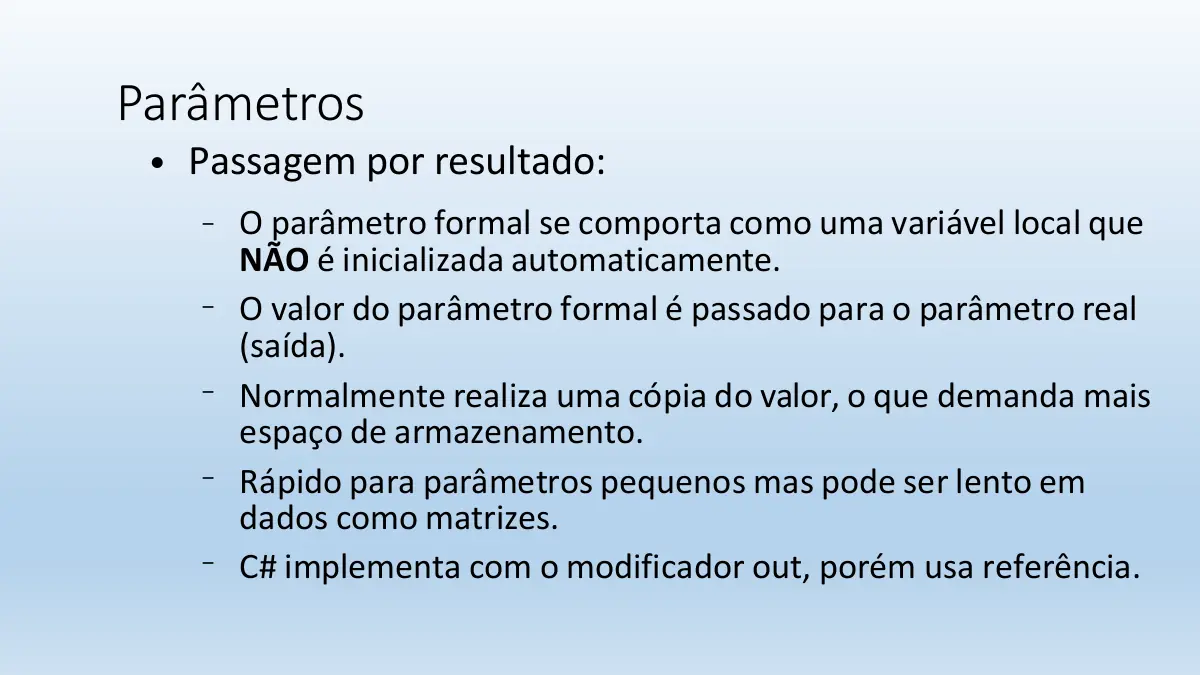 Parâmetros
• Passagem por resultado:
– O parâmetro formal se comporta como uma variável local que
NÃO é inicializada automaticamente.
– O valor do parâmetro formal é passado para o parâmetro real
(saída).
– Normalmente realiza uma cópia do valor, o que demanda mais
espaço de armazenamento.
– Rápido para parâmetros pequenos mas pode ser lento em
dados como matrizes.
– C# implementa com o modificador out, porém usa referência.